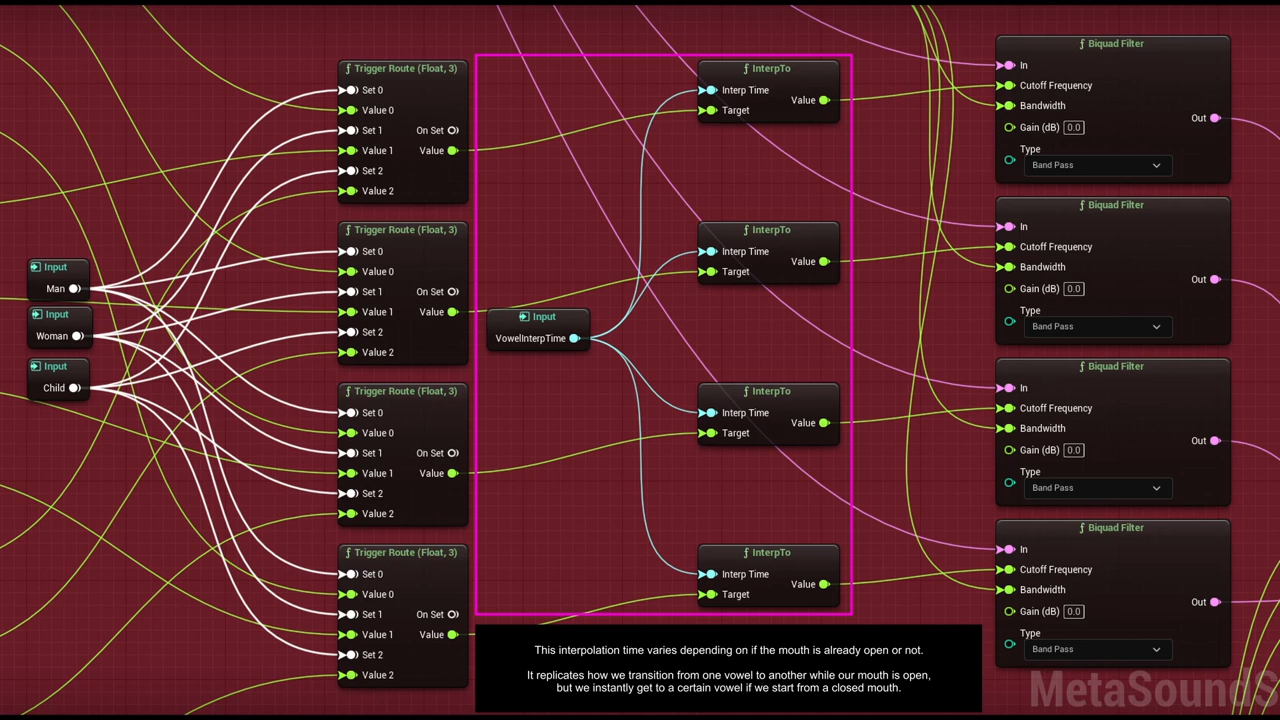 Input
Man
Input
Woman
Input
Child
Trigger Route (Float, 3)
Set 0
Value 0
Set 1
On Set
Value 1
Value
Set 2
Value 2
Trigger Route (Float, 3)
Set 0
Value 0
Set 1
On Set
Value 1
Value
Set 2
Value 2
Trigger Route (Float, 3)
Set 0
Value 0
Set 1
On Set
Value 1
Value
Set 2
Value 2
Trigger Route (Float, 3)
Set 0
Value 0
Set 1
On Set
Value 1
Value
Set 2
Value 2
Input
VowelInterpTime
InterpTo
Interp Time
Value
Target
InterpTo
Interp Time
Value
Target
InterpTo
Interp Time
Value
Target
InterpTo
Interp Time
Value
Target
Biquad Filter
In
Cutoff Frequency
Bandwidth
Out
Gain (dB) 0.0
Type
Band Pass
Biquad Filter
In
Cutoff Frequency
Bandwidth
Out
Gain (dB) 0.0
Type
Band Pass
Biquad Filter
In
Cutoff Frequency
Bandwidth
Out
Gain (dB) 0.0
Type
Band Pass
Biquad Filter
In
Cutoff Frequency
Bandwidth
Out
Gain (dB) 0.0
Type
Band Pass
This interpolation time varies depending on if the mouth is already open or not.
It replicates how we transition from one vowel to another while our mouth is open,
but we instantly get to a certain vowel if we start from a closed mouth.
MetaSounds